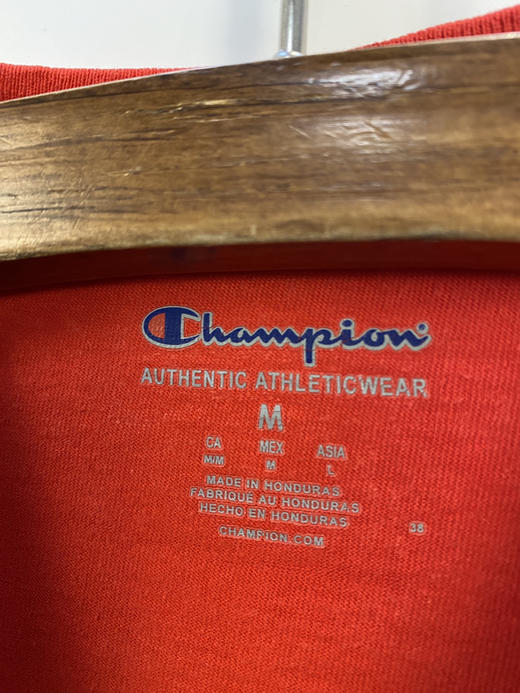 Champion®
AUTHENTIC ATHLETICWEAR
M
CA MEX ASIA
M/M M L
MADE IN HONDURAS
FABRIQUÉ AU HONDURAS
HECHO EN HONDURAS
38
CHAMPION.COM